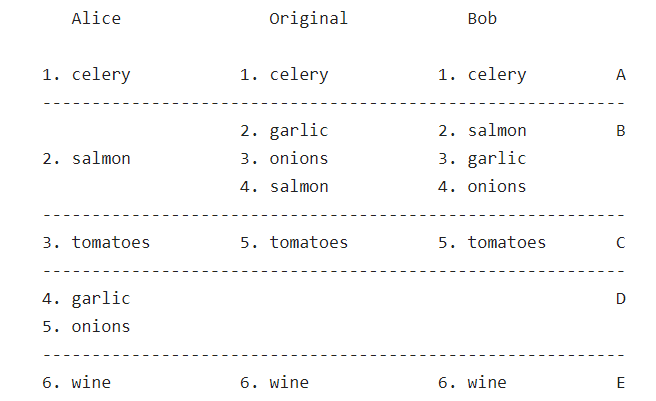 Alice Original Bob
1. celery 1. celery 1. celery A
------------------------------------------------------------
2. garlic 2. salmon B
2. salmon 3. onions 3. garlic
4. salmon 4. onions
------------------------------------------------------------
3. tomatoes 5. tomatoes 5. tomatoes C
------------------------------------------------------------
4. garlic D
5. onions
------------------------------------------------------------
6. wine 6. wine 6. wine E